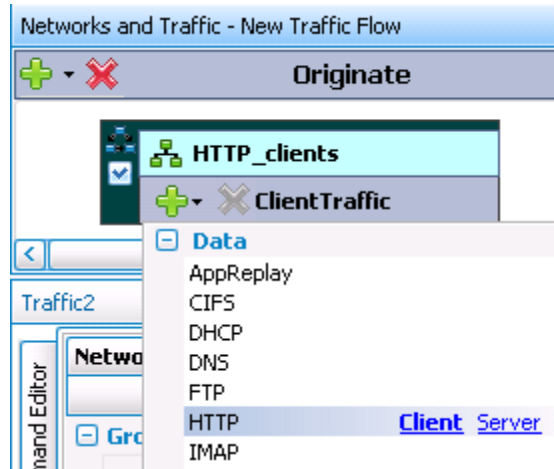 Networks and Traffic - New Traffic Flow
Originate
HTTP_clients
ClientTraffic
Data
AppReplay
CIFS
DHCP
DNS
FTP
HTTP Client Server
IMAP
Traffic2
Netwo
Gro
mand Editor